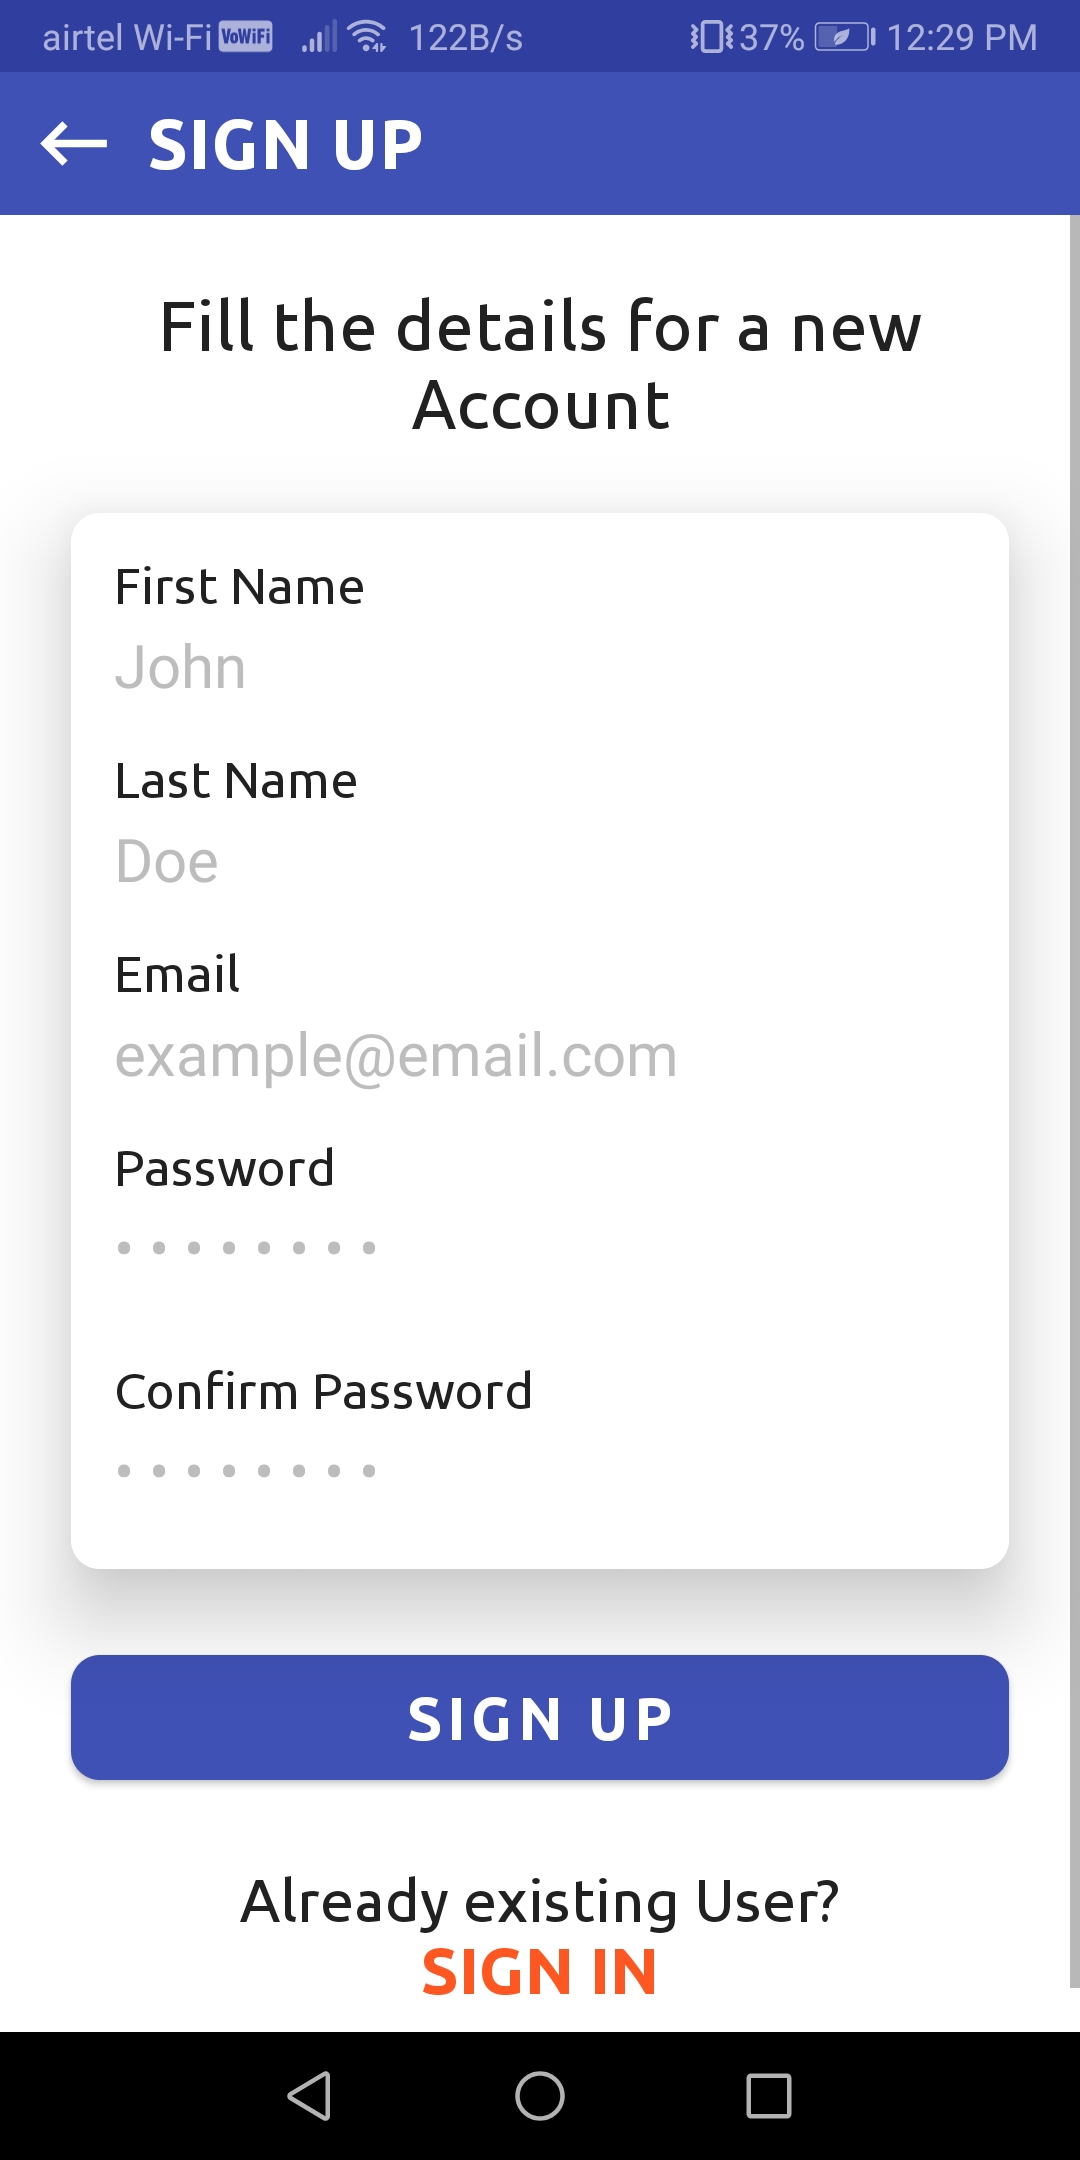 airtel Wi-Fi VoWiFi 122B/s 37% 12:29 PM
SIGN UP
Fill the details for a new
Account
First Name
John
Last Name
Doe
Email
example@email.com
Password
••••••••
Confirm Password
••••••••
SIGN UP
Already existing User?
SIGN IN